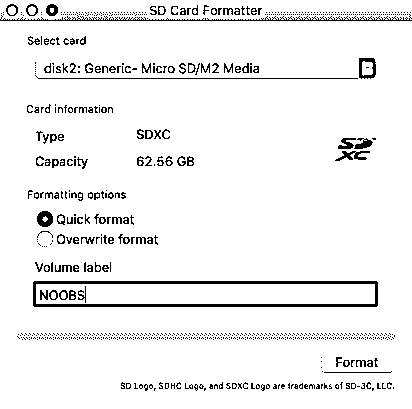 SD Card Formatter
Select card
disk2: Generic- Micro SD/M2 Media
Card information
Type SDXC
Capacity 62.56 GB
SD XC
Formatting options
Quick format
Overwrite format
Volume label
NOOBS
Format
SD Logo, SDHC Logo, and SDXC Logo are trademarks of SD-3C, LLC.